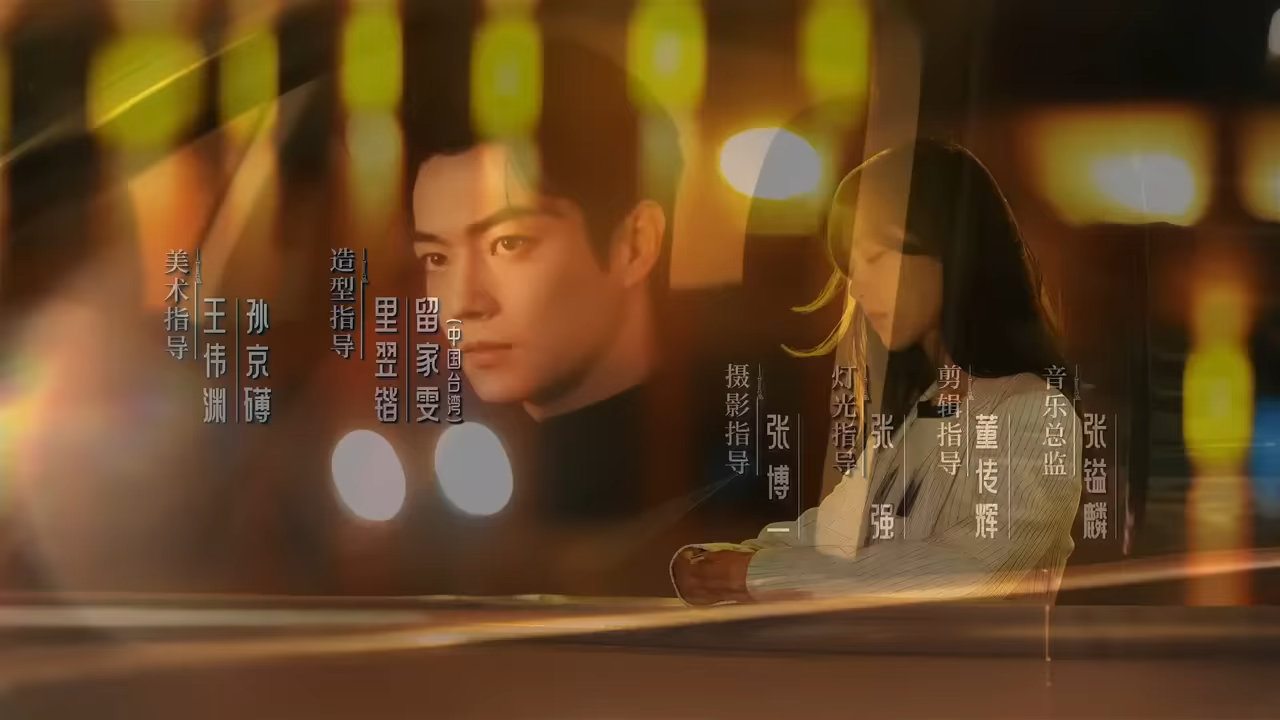 美术指导
王伟渊
孙京礴
造型指导
里翌锴
留家雯
(中国台湾)
摄影指导
张博一
灯光指导
张强
剪辑指导
董传辉
音乐总监
张镒麟